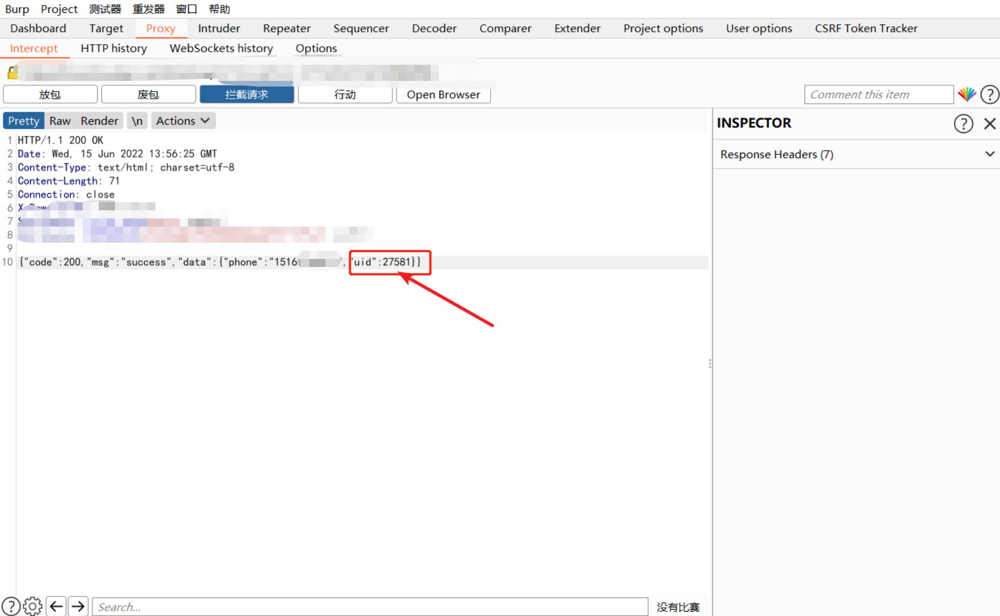 Burp Project 测试器 重发器 窗口 帮助
Dashboard Target Proxy Intruder Repeater Sequencer Decoder Comparer Extender Project options User options CSRF Token Tracker
Intercept HTTP history WebSockets history Options
放包 废包 拦截请求 行动 Open Browser Comment this item ?
Pretty Raw Render \n Actions
INSPECTOR ?
Response Headers (7)
1 HTTP/1.1 200 OK
2 Date: Wed, 15 Jun 2022 13:56:25 GMT
3 Content-Type: text/html; charset=utf-8
4 Content-Length: 71
5 Connection: close
6
7
8
9
10 {"code":200,"msg":"success","data":{"phone":"1516 ,"uid":27581}}
? Search... 没有比赛